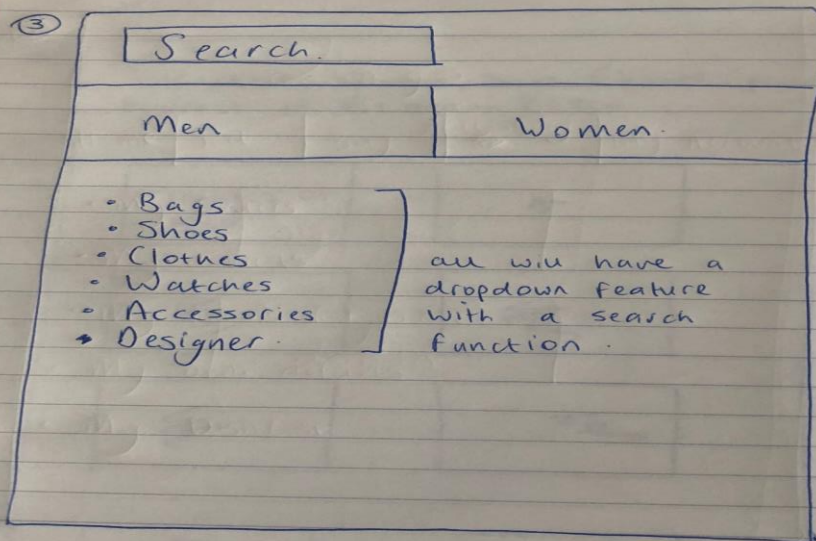 3
Search.
Men
Women.
• Bags
• Shoes
• Clothes
• Watches
• Accessories
• Designer.
all will have a
dropdown feature
with a search
function.